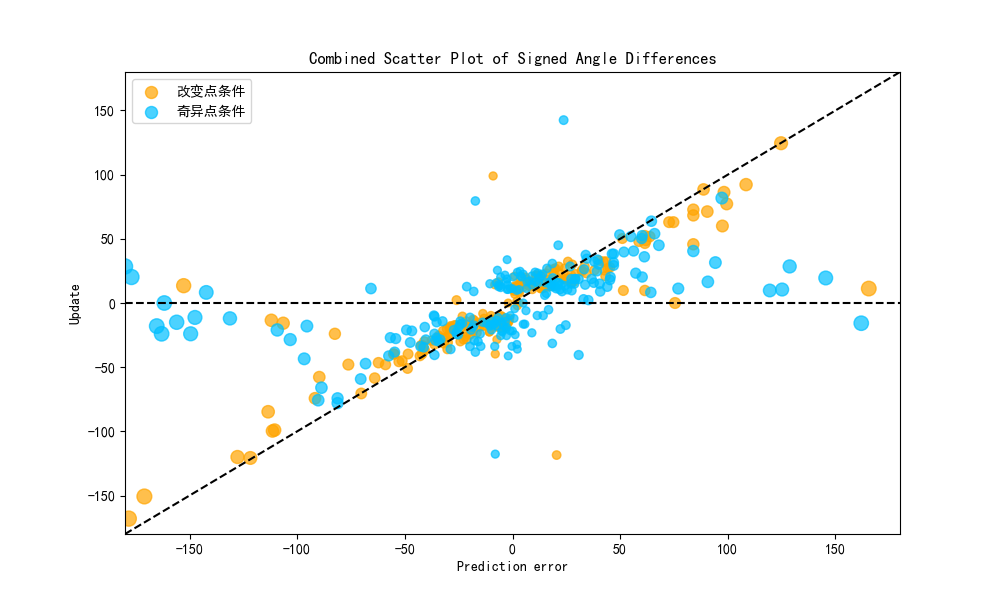 Combined Scatter Plot of Signed Angle Differences
改变点条件
奇异点条件
150
100
50
0
−50
−100
−150
Update
−150 −100 −50 0 50 100 150
Prediction error